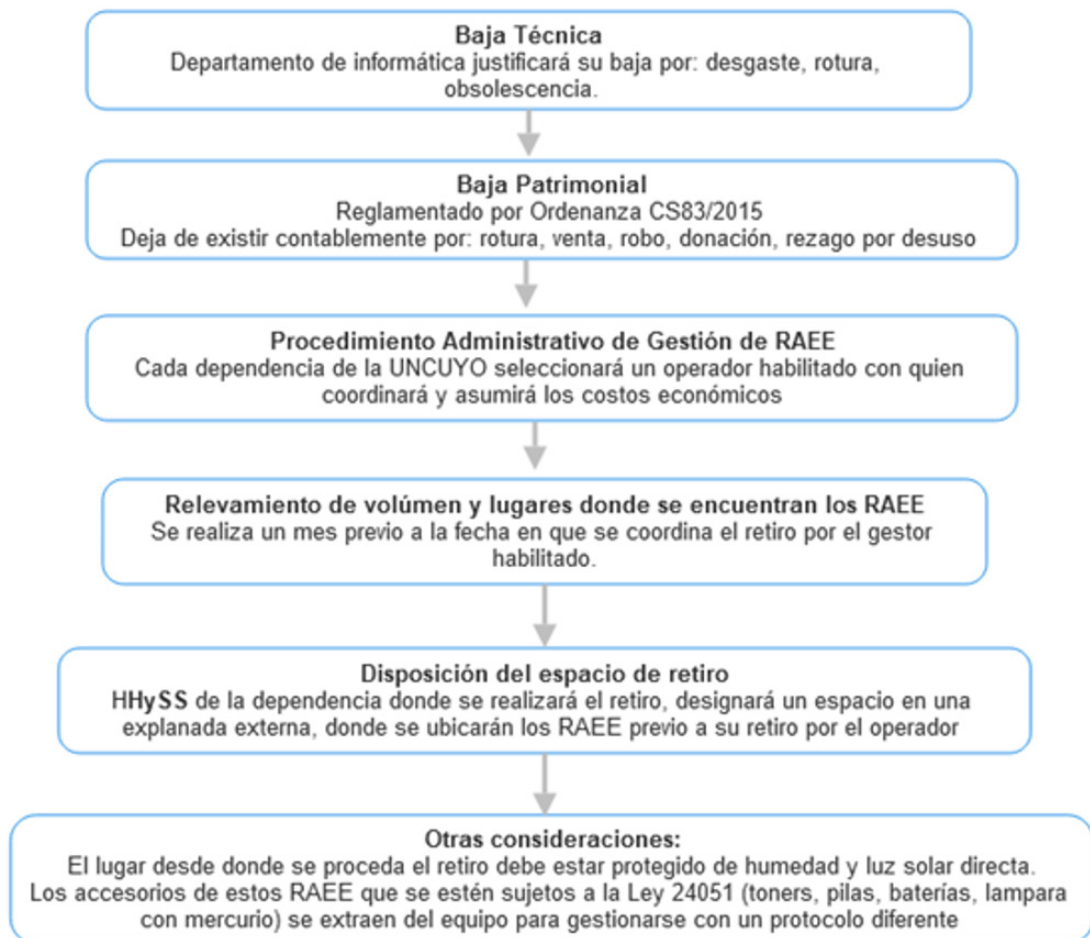 Baja Técnica
Departamento de informática justificará su baja por: desgaste, rotura,
obsolescencia.
Baja Patrimonial
Reglamentado por Ordenanza CS83/2015
Deja de existir contablemente por: rotura, venta, robo, donación, rezago por desuso
Procedimiento Administrativo de Gestión de RAEE
Cada dependencia de la UNCUYO seleccionará un operador habilitado con quien
coordinará y asumirá los costos económicos
Relevamiento de volúmen y lugares donde se encuentran los RAEE
Se realiza un mes previo a la fecha en que se coordina el retiro por el gestor
habilitado.
Disposición del espacio de retiro
HHySS de la dependencia donde se realizará el retiro, designará un espacio en una
explanada externa, donde se ubicarán los RAEE previo a su retiro por el operador
Otras consideraciones:
El lugar desde donde se proceda el retiro debe estar protegido de humedad y luz solar directa.
Los accesorios de estos RAEE que se estén sujetos a la Ley 24051 (toners, pilas, baterías, lampara
con mercurio) se extraen del equipo para gestionarse con un protocolo diferente